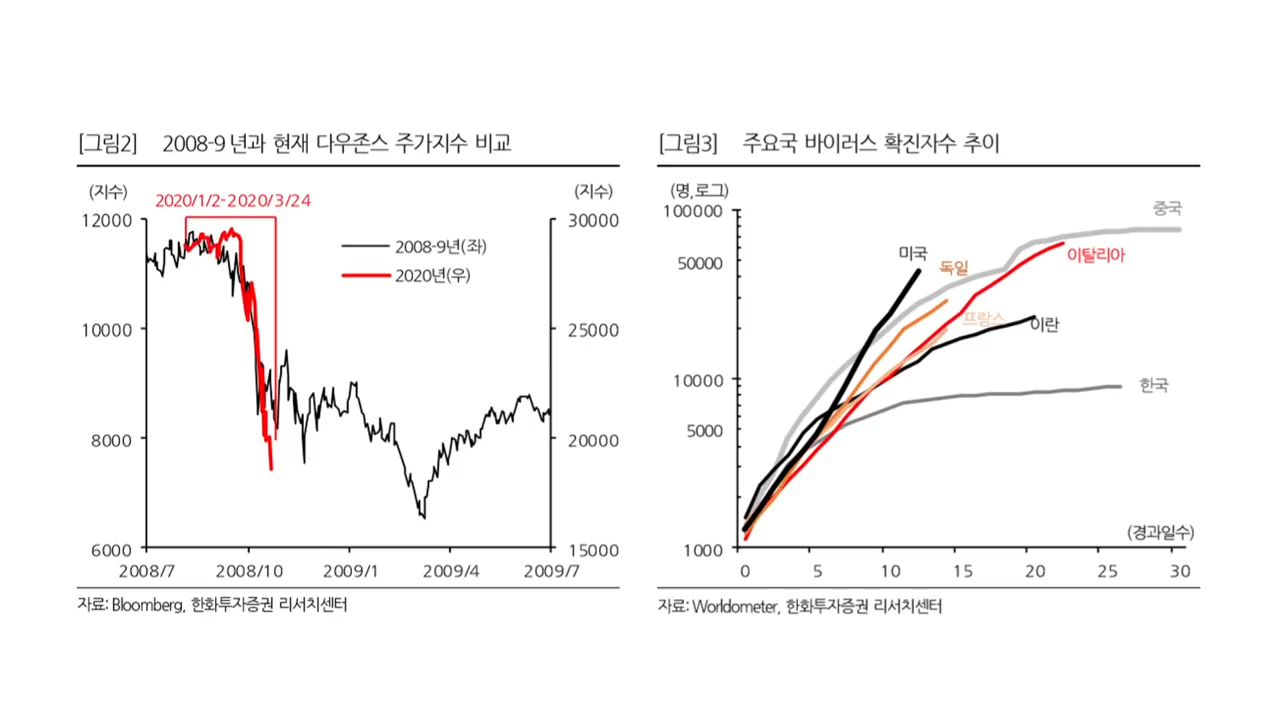 [그림2] 2008-9년과 현재 다우존스 주가지수 비교
(지수)
(지수)
2020/1/2-2020/3/24
12000
10000
8000
6000
30000
25000
20000
15000
2008-9년(좌)
2020년(우)
2008/7 2008/10 2009/1 2009/4 2009/7
자료: Bloomberg, 한화투자증권 리서치센터
[그림3] 주요국 바이러스 확진자수 추이
(명,로그)
100000
50000
10000
5000
1000
중국
미국
독일
이탈리아
프랑스
이란
한국
(경과일수)
0 5 10 15 20 25 30
자료: Worldometer, 한화투자증권 리서치센터